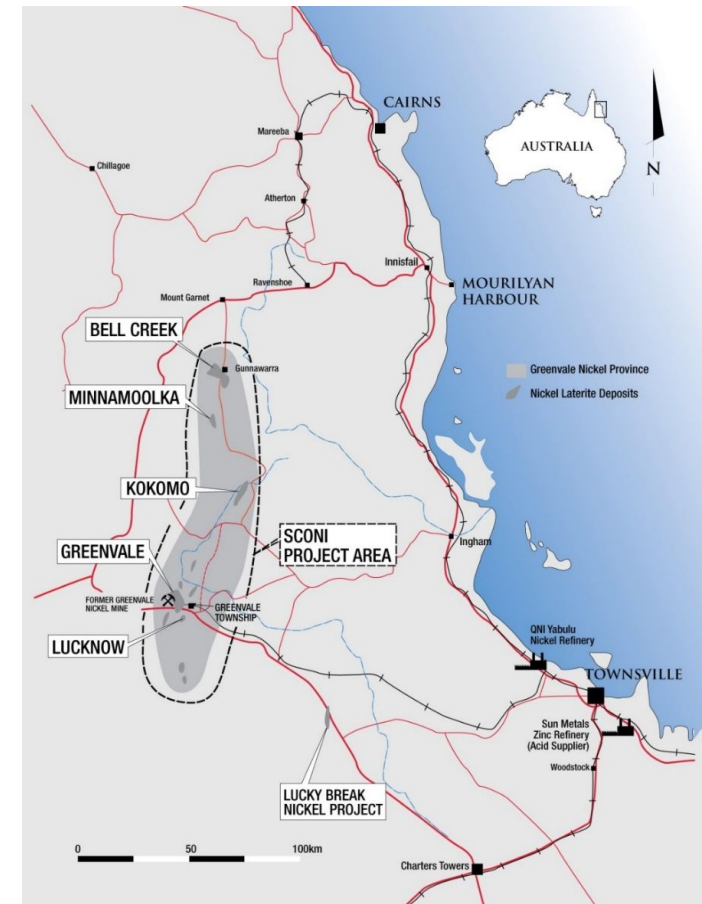 CAIRNS
Mareeba
AUSTRALIA
Chillagoe
N
Atherton
Innisfail
Ravenshoe
MOURILYAN
HARBOUR
Mount Garnet
BELL CREEK
Gunnawarra
Greenvale Nickel Province
Nickel Laterite Deposits
MINNAMOOLKA
KOKOMO
SCONI
PROJECT AREA
Ingham
GREENVALE
FORMER GREENVALE
NICKEL MINE
GREENVALE
TOWNSHIP
LUCKNOW
QNI Yabulu
Nickel Refinery
TOWNSVILLE
Sun Metals
Zinc Refinery
(Acid Supplier)
Woodstock
LUCKY BREAK
NICKEL PROJECT
0 50 100km
Charters Towers